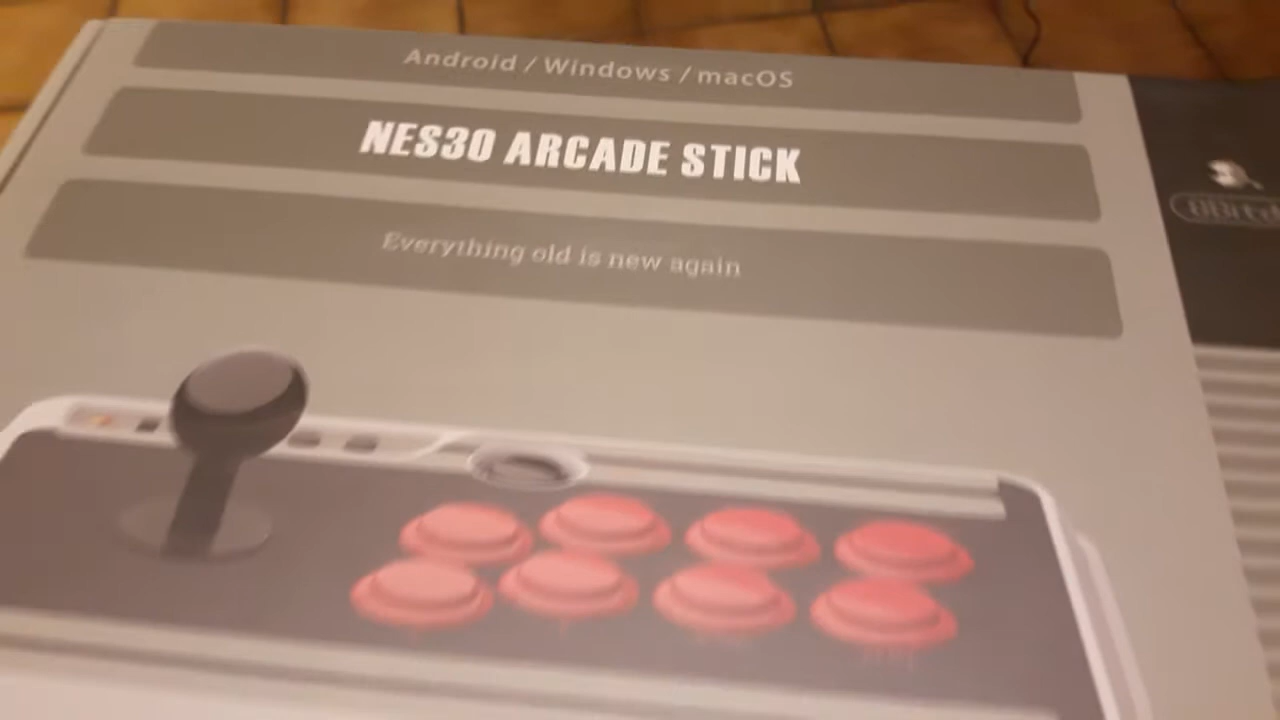 Android / Windows / macOS
NES30 ARCADE STICK
Everything old is new again